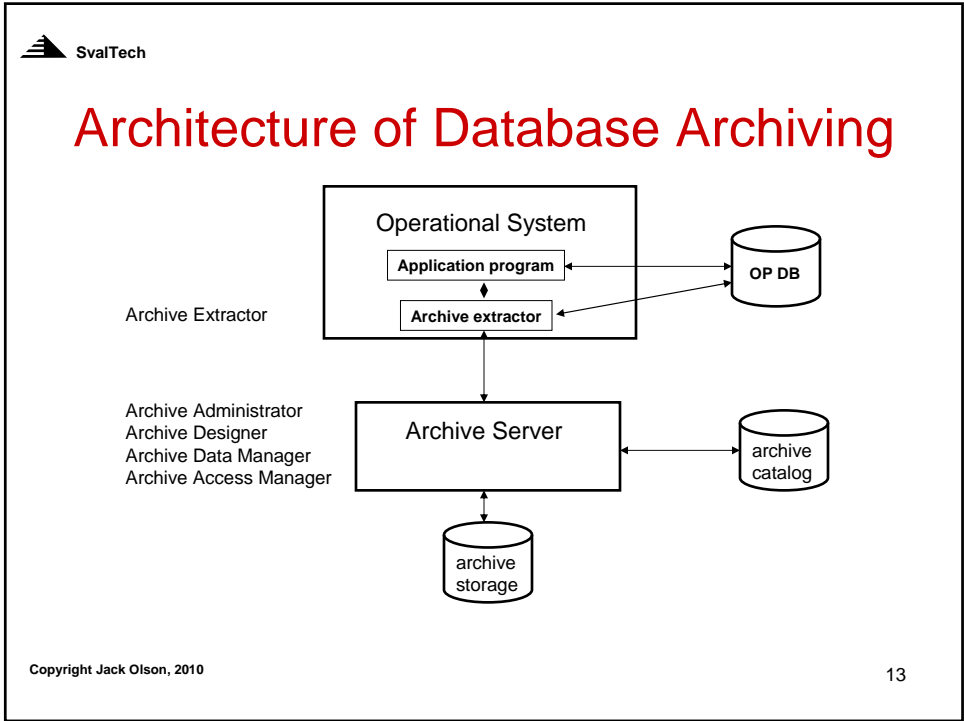 SvalTech
Architecture of Database Archiving
Operational System
Application program
OP DB
Archive Extractor
Archive extractor
Archive Administrator
Archive Designer
Archive Data Manager
Archive Access Manager
Archive Server
archive
catalog
archive
storage
Copyright Jack Olson, 2010
13